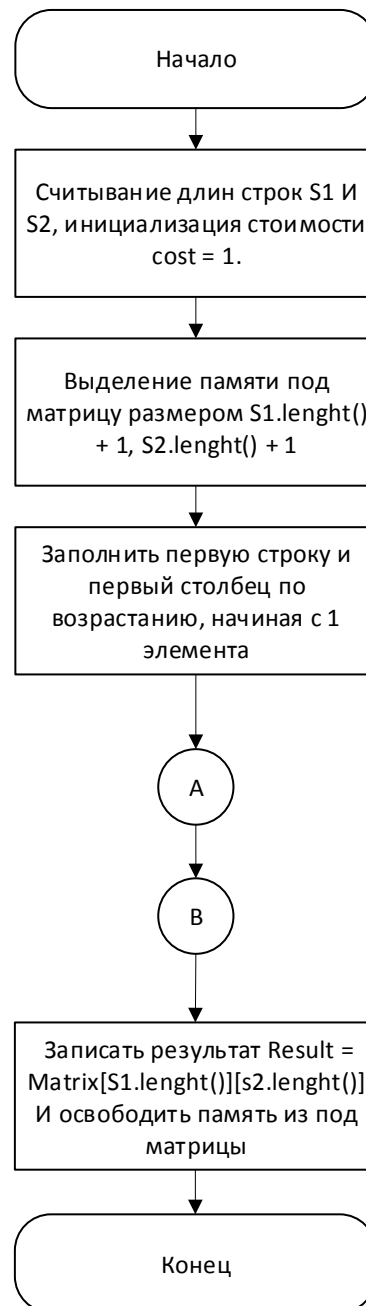 Начало
Считывание длин строк S1 И
S2, инициализация стоимости
cost = 1.
Выделение памяти под
матрицу размером S1.lenght()
+ 1, S2.lenght() + 1
Заполнить первую строку и
первый столбец по
возрастанию, начиная с 1
элемента
A
B
Записать результат Result =
Matrix[S1.lenght()][s2.lenght()]
И освободить память из под
матрицы
Конец